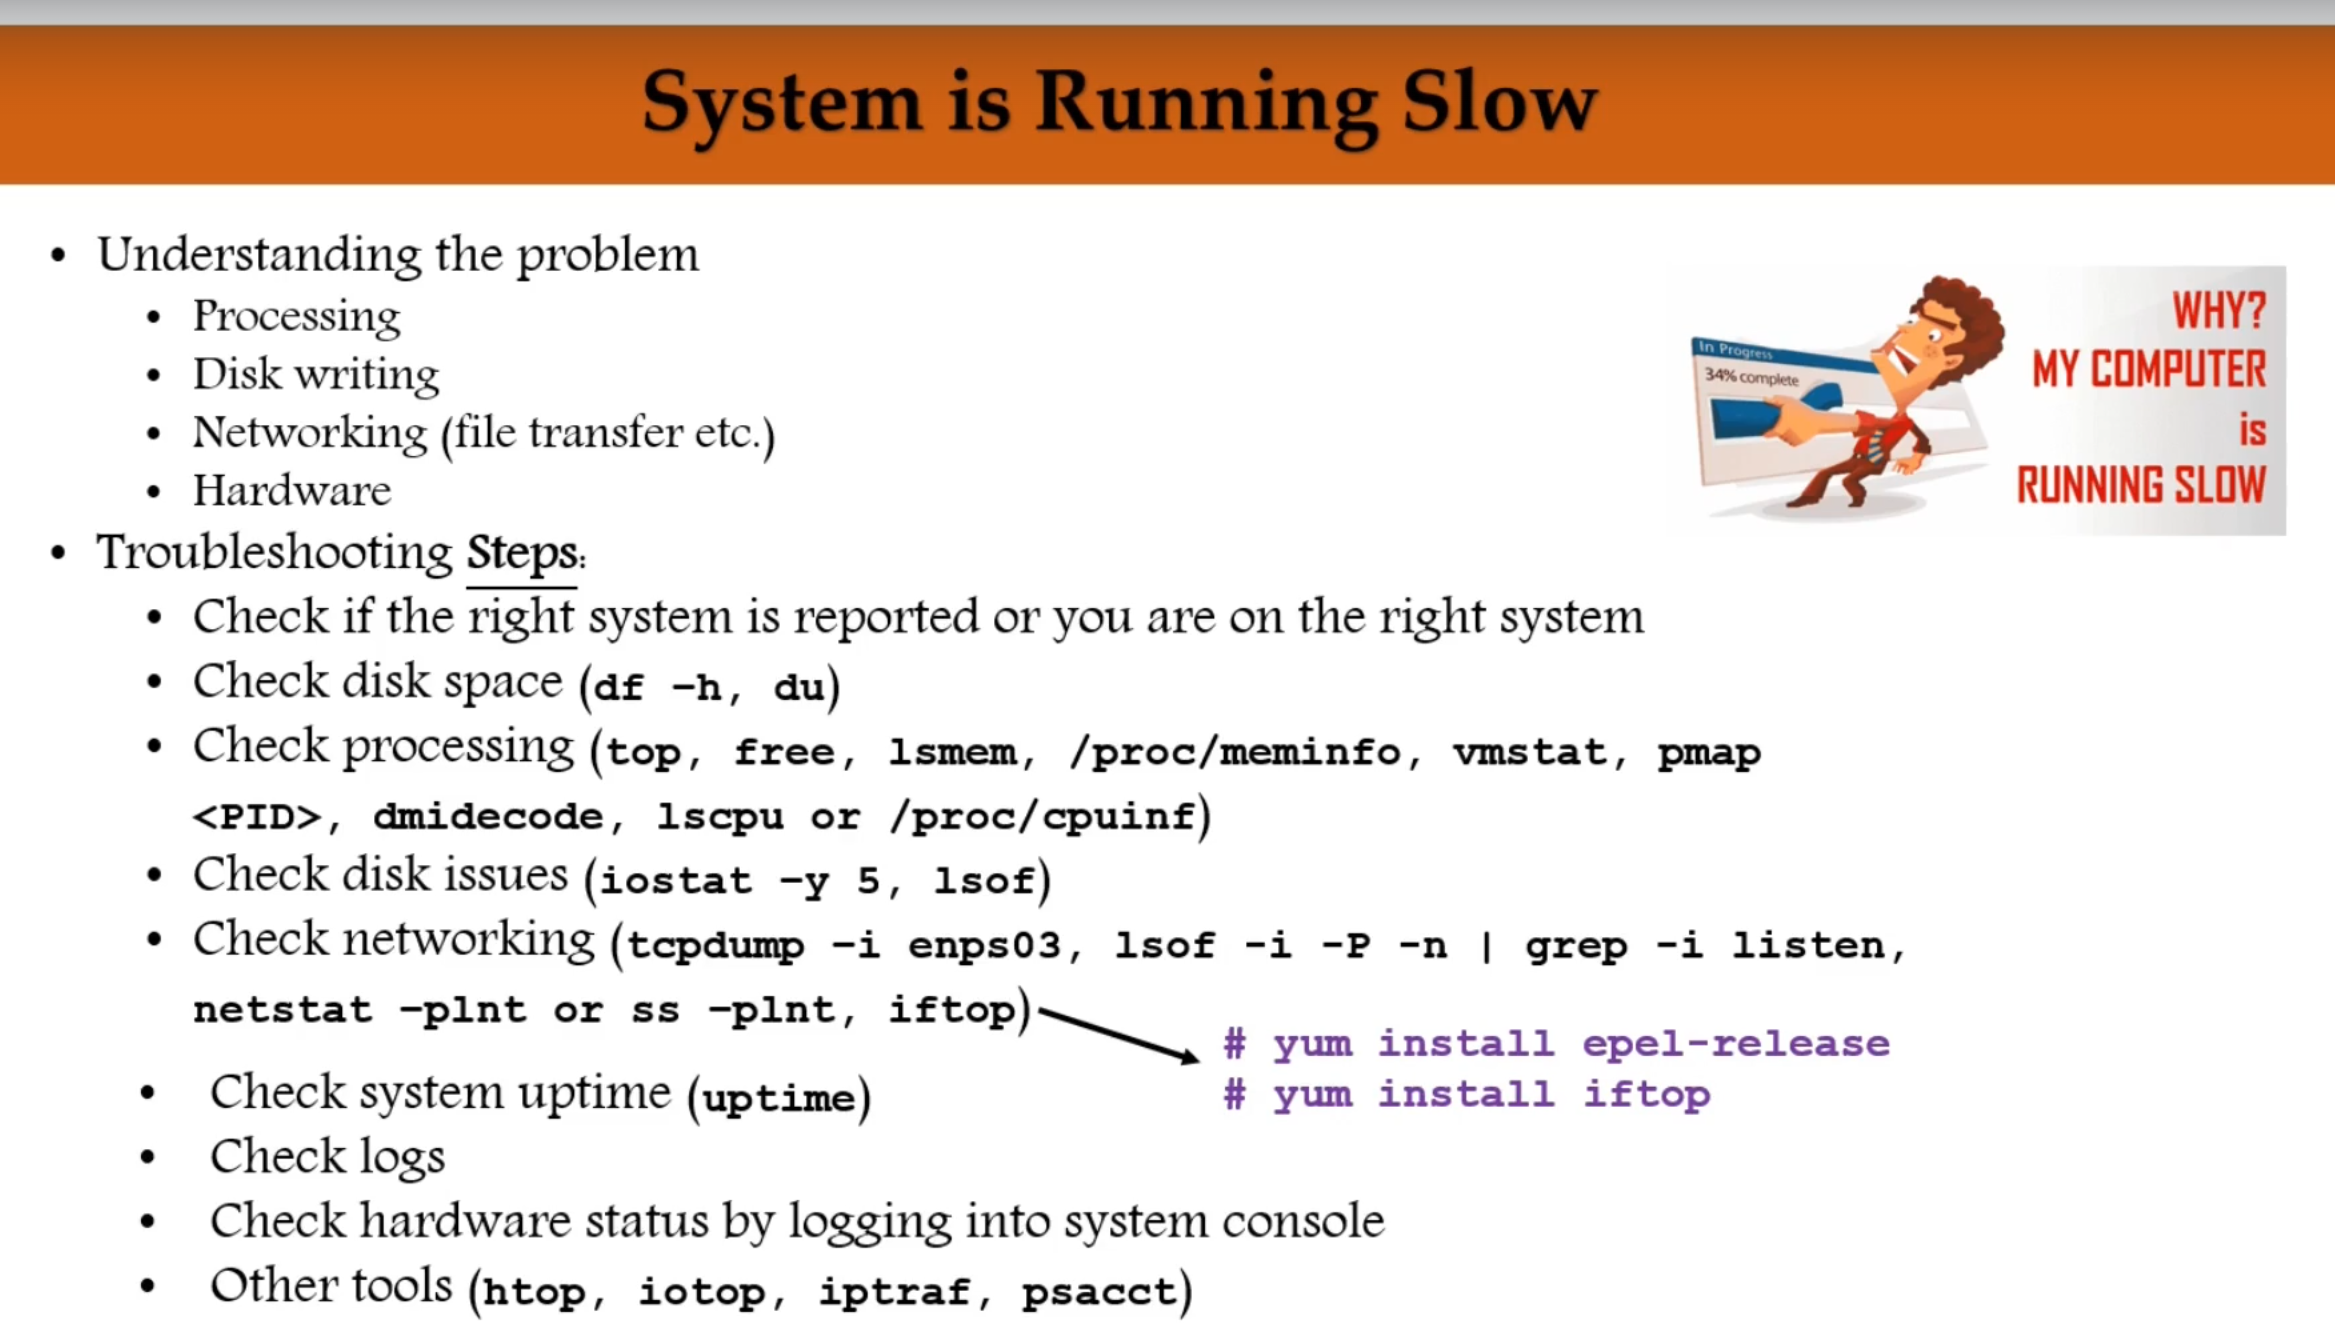 System is Running Slow
• Understanding the problem
• Processing
• Disk writing
• Networking (file transfer etc.)
• Hardware
In Progress
34% complete
WHY?
MY COMPUTER
is
RUNNING SLOW
• Troubleshooting Steps:
• Check if the right system is reported or you are on the right system
• Check disk space (df –h, du)
• Check processing (top, free, lsmem, /proc/meminfo, vmstat, pmap
<PID>, dmidecode, lscpu or /proc/cpuinf)
• Check disk issues (iostat –y 5, lsof)
• Check networking (tcpdump –i enps03, lsof -i -P -n | grep -i listen,
netstat –plnt or ss –plnt, iftop)
# yum install epel-release
# yum install iftop
• Check system uptime (uptime)
• Check logs
• Check hardware status by logging into system console
• Other tools (htop, iotop, iptraf, psacct)